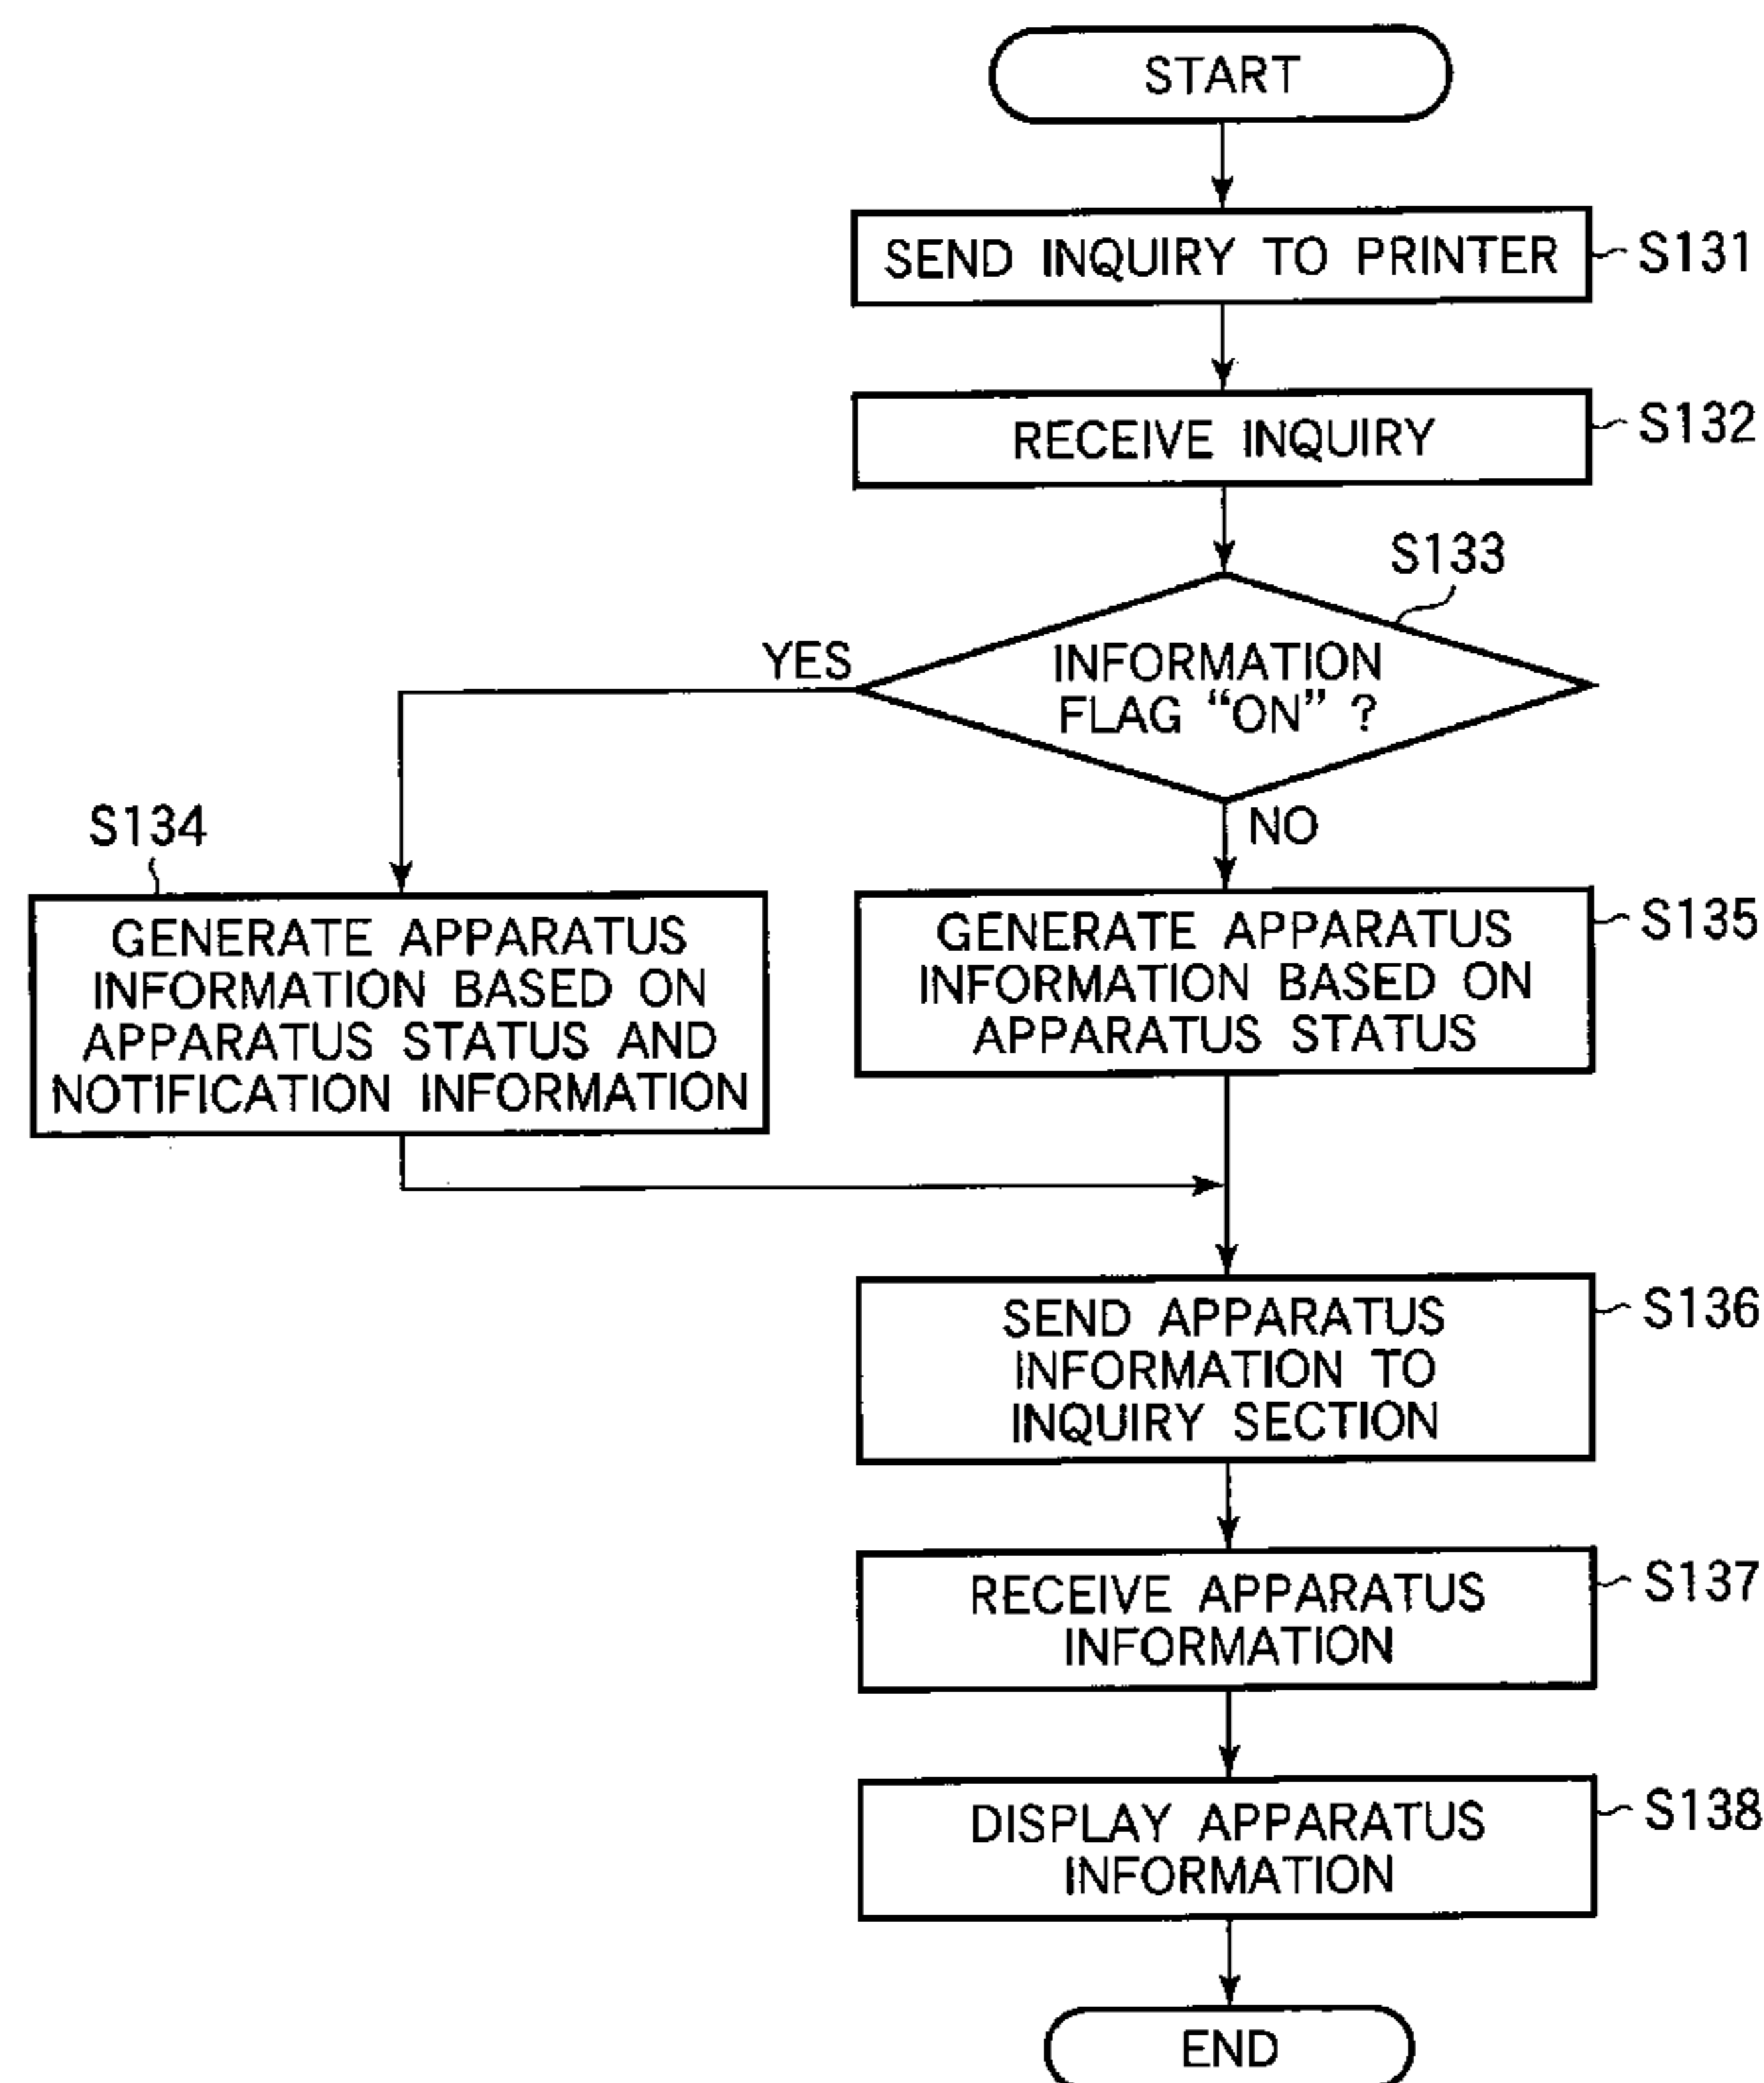 START
SEND INQUIRY TO PRINTER
S131
RECEIVE INQUIRY
S132
S133
INFORMATION
FLAG “ON” ?
YES
NO
S134
GENERATE APPARATUS
INFORMATION BASED ON
APPARATUS STATUS AND
NOTIFICATION INFORMATION
GENERATE APPARATUS
INFORMATION BASED ON
APPARATUS STATUS
S135
SEND APPARATUS
INFORMATION TO
INQUIRY SECTION
S136
RECEIVE APPARATUS
INFORMATION
S137
DISPLAY APPARATUS
INFORMATION
S138
END